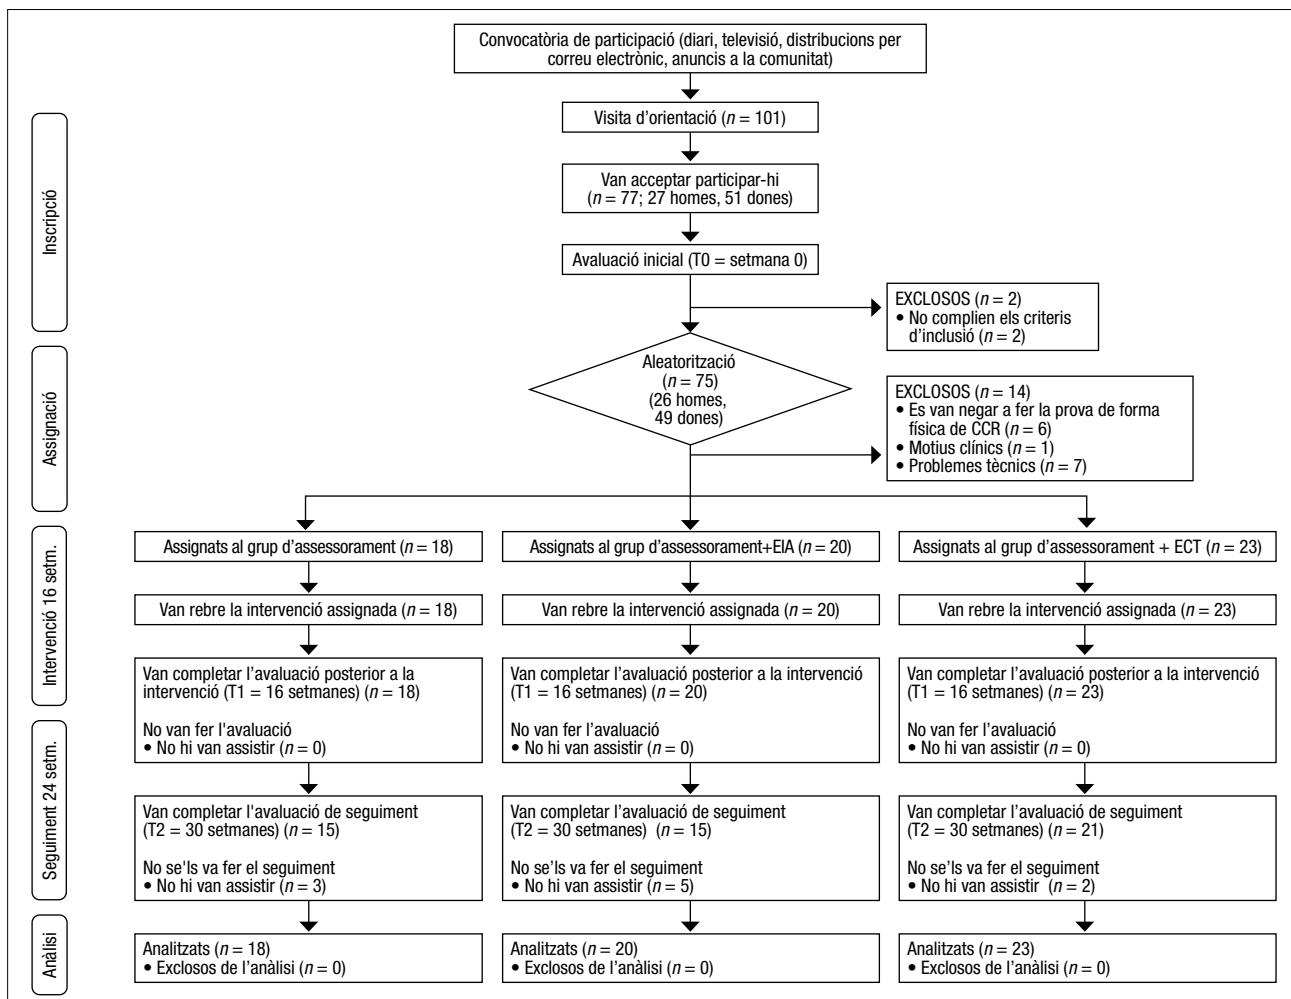 Convocatòria de participació (diari, televisió, distribucions per
correu electrònic, anuncis a la comunitat)
Inscripció
Visita d’orientació (n = 101)
Van acceptar participar-hi
(n = 77; 27 homes, 51 dones)
Avaluació inicial (T0 = setmana 0)
EXCLOSOS (n = 2)
• No complien els criteris
d’inclusió (n = 2)
Assignació
Aleatorització
(n = 75)
(26 homes,
49 dones)
EXCLOSOS (n = 14)
• Es van negar a fer la prova de forma
física de CCR (n = 6)
• Motius clínics (n = 1)
• Problemes tècnics (n = 7)
Intervenció 16 setm.
Assignats al grup d’assessorament (n = 18)
Assignats al grup d’assessorament+EIA (n = 20)
Assignats al grup d’assessorament + ECT (n = 23)
Van rebre la intervenció assignada (n = 18)
Van rebre la intervenció assignada (n = 20)
Van rebre la intervenció assignada (n = 23)
Van completar l’avaluació posterior a la
intervenció (T1 = 16 setmanes) (n = 18)
No van fer l'avaluació
• No hi van assistir (n = 0)
Van completar l’avaluació posterior a la intervenció
(T1 = 16 setmanes) (n = 20)
No van fer l’avaluació
• No hi van assistir (n = 0)
Van completar l’avaluació posterior a la intervenció
(T1 = 16 setmanes) (n = 23)
No van fer l’avaluació
• No hi van assistir (n = 0)
Seguiment 24 setm.
Van completar l'avaluació de seguiment
(T2 = 30 setmanes) (n = 15)
No se'ls va fer el seguiment
• No hi van assistir (n = 3)
Van completar l’avaluació de seguiment
(T2 = 30 setmanes) (n = 15)
No se’ls va fer el seguiment
• No hi van assistir (n = 5)
Van completar l’avaluació de seguiment
(T2 = 30 setmanes) (n = 21)
No se’ls va fer el seguiment
• No hi van assistir (n = 2)
Anàlisi
Analitzats (n = 18)
• Exclosos de l’anàlisi (n = 0)
Analitzats (n = 20)
• Exclosos de l’anàlisi (n = 0)
Analitzats (n = 23)
• Exclosos de l’anàlisi (n = 0)